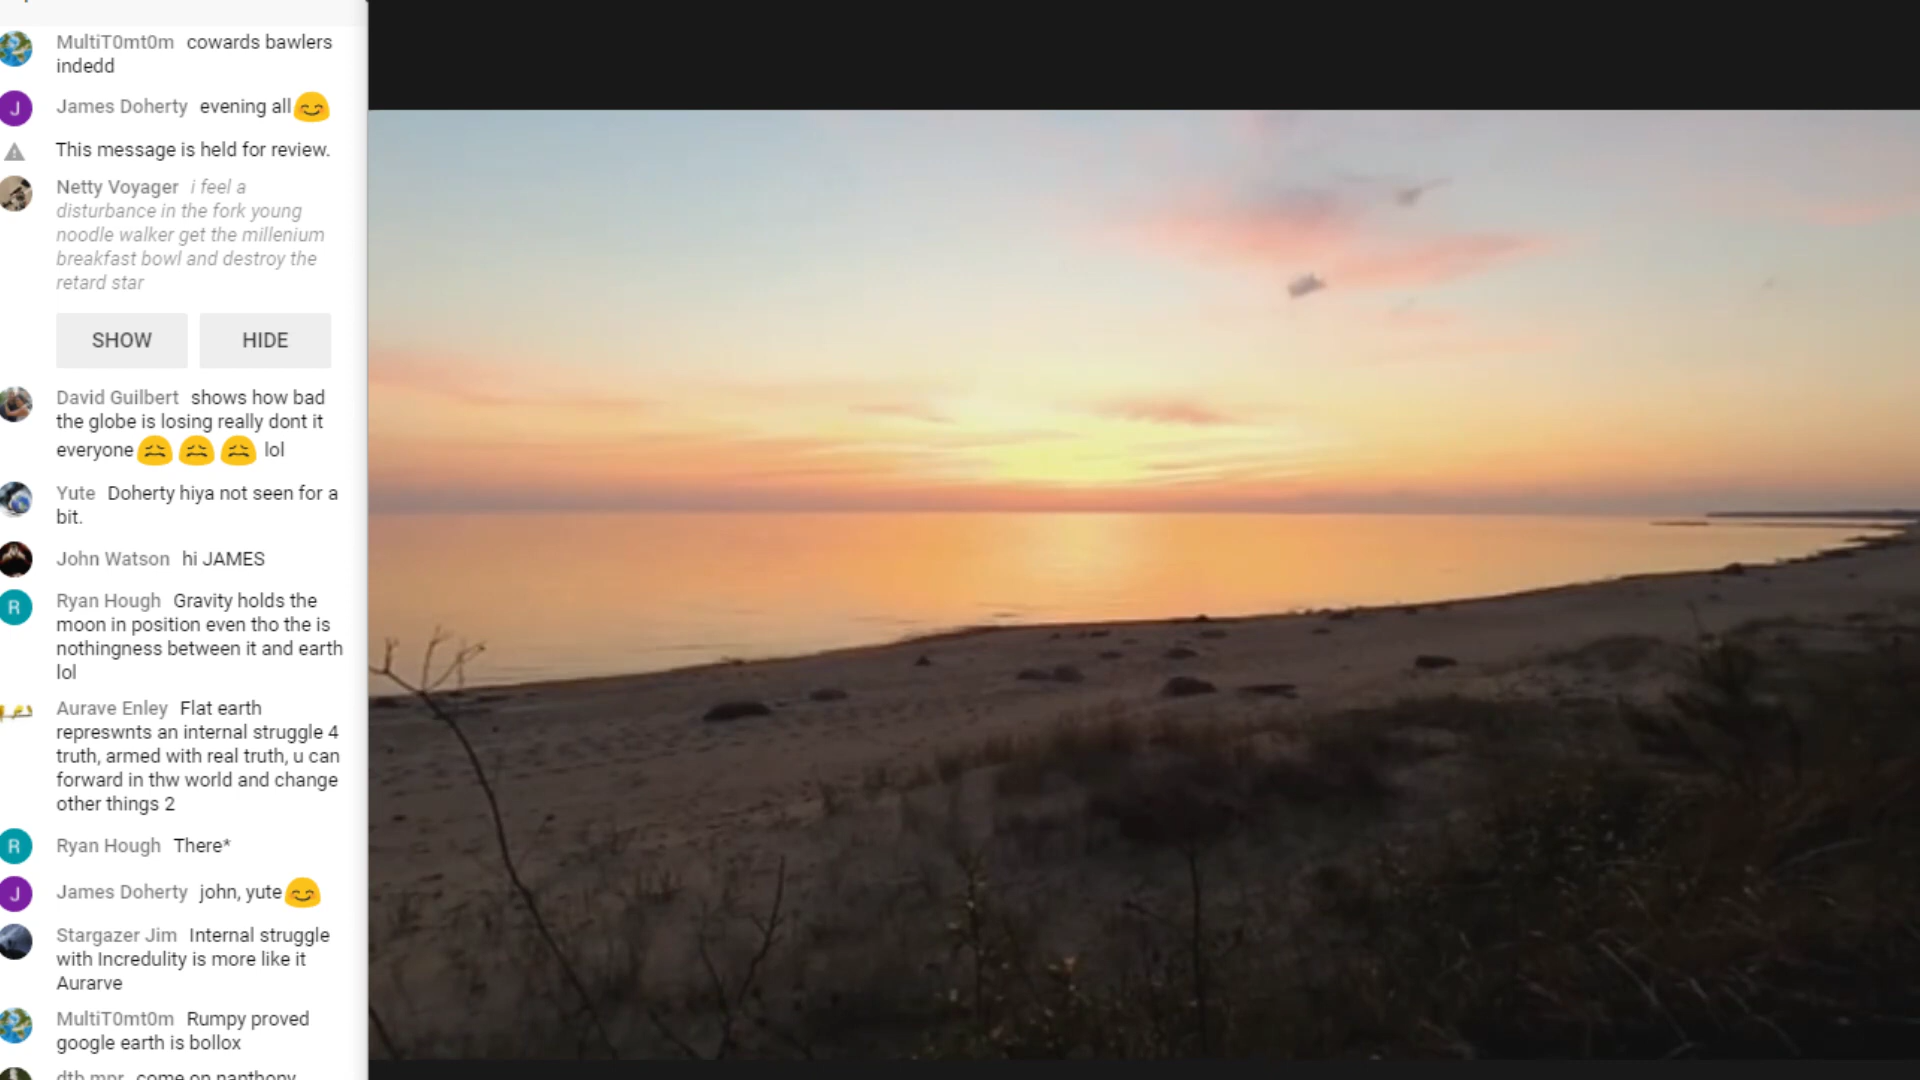 MultiT0mt0m cowards bawlers
indedd
J
James Doherty evening all
This message is held for review.
Netty Voyager i feel a
disturbance in the fork young
noodle walker get the millenium
breakfast bowl and destroy the
retard star
SHOW HIDE
David Guilbert shows how bad
the globe is losing really dont it
everyone lol
Yute Doherty hiya not seen for a
bit.
John Watson hi JAMES
R
Ryan Hough Gravity holds the
moon in position even tho the is
nothingness between it and earth
lol
Aurave Enley Flat earth
represwnts an internal struggle 4
truth, armed with real truth, u can
forward in thw world and change
other things 2
R
Ryan Hough There*
J
James Doherty john, yute
Stargazer Jim Internal struggle
with Incredulity is more like it
Aurarve
MultiT0mt0m Rumpy proved
google earth is bollox
dtb mpr come on nanthony